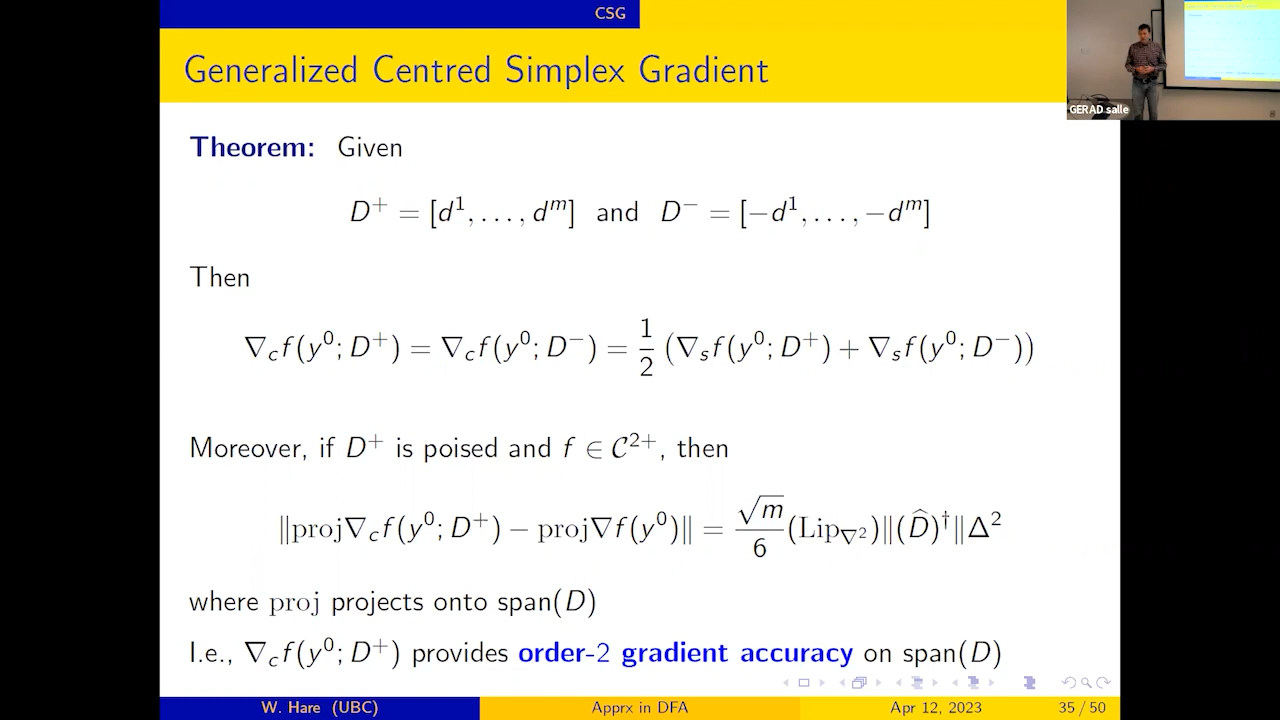 CSG
Generalized Centred Simplex Gradient
GERAD salle
Theorem: Given
D⁺ = [d¹, . . . , dᵐ] and D⁻ = [−d¹, . . . , −dᵐ]
Then
∇_c f(y⁰; D⁺) = ∇_c f(y⁰; D⁻) = 1/2 (∇_s f(y⁰; D⁺) + ∇_s f(y⁰; D⁻))
Moreover, if D⁺ is poised and f ∈ 𝒞²⁺, then
‖proj∇_c f(y⁰; D⁺) − proj∇f(y⁰)‖ = √m/6 (Lip_∇²)‖(D̂)†‖Δ²
where proj projects onto span(D)
I.e., ∇_c f(y⁰; D⁺) provides order-2 gradient accuracy on span(D)
W. Hare (UBC)
Apprx in DFA
Apr 12, 2023
35 / 50